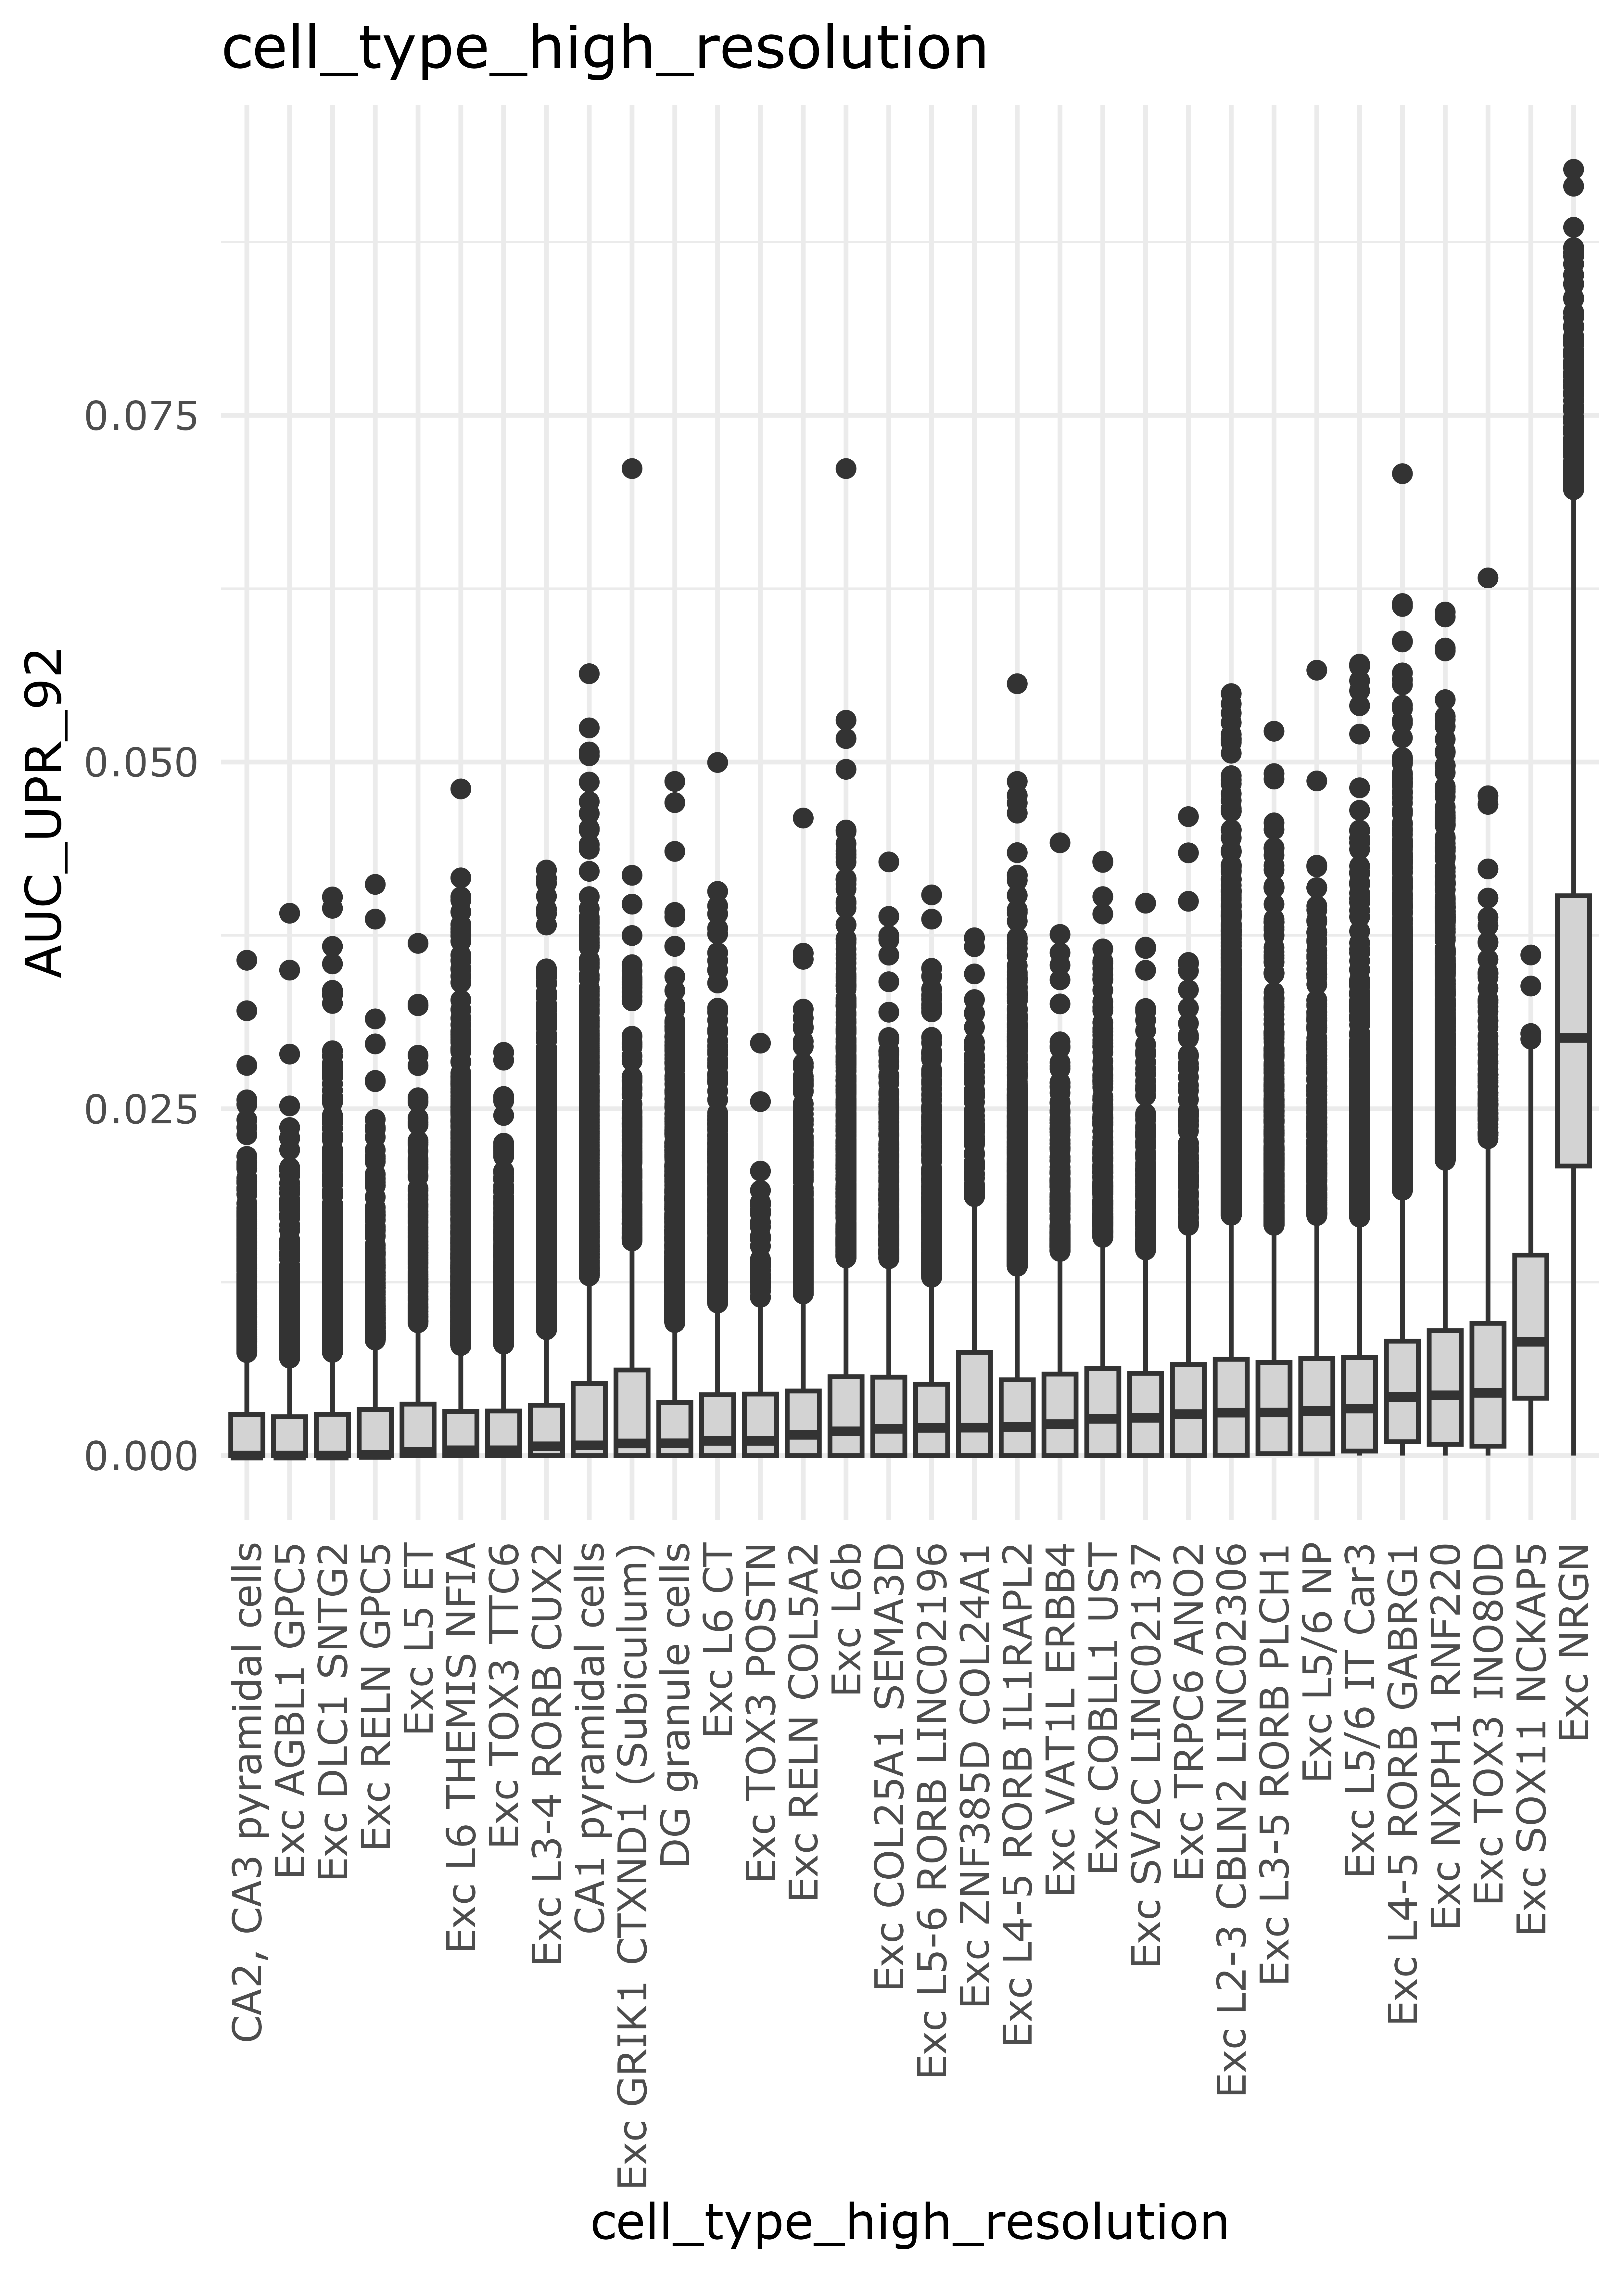 cell_type_high_resolution
AUC_UPR_92
0.075
0.050
0.025
0.000
CA2, CA3 pyramidal cells
Exc AGBL1 GPC5
Exc DLC1 SNTG2
Exc RELN GPC5
Exc L5 ET
Exc L6 THEMIS NFIA
Exc TOX3 TTC6
Exc L3-4 RORB CUX2
CA1 pyramidal cells
Exc GRIK1 CTXND1 (Subiculum)
DG granule cells
Exc L6 CT
Exc TOX3 POSTN
Exc RELN COL5A2
Exc L6b
Exc COL25A1 SEMA3D
Exc L5-6 RORB LINC02196
Exc ZNF385D COL24A1
Exc L4-5 RORB IL1RAPL2
Exc VAT1L ERBB4
Exc COBLL1 UST
Exc SV2C LINC02137
Exc TRPC6 ANO2
Exc L2-3 CBLN2 LINC02306
Exc L3-5 RORB PLCH1
Exc L5/6 NP
Exc L5/6 IT Car3
Exc L4-5 RORB GABRG1
Exc NXPH1 RNF220
Exc TOX3 INO80D
Exc SOX11 NCKAP5
Exc NRGN
cell_type_high_resolution